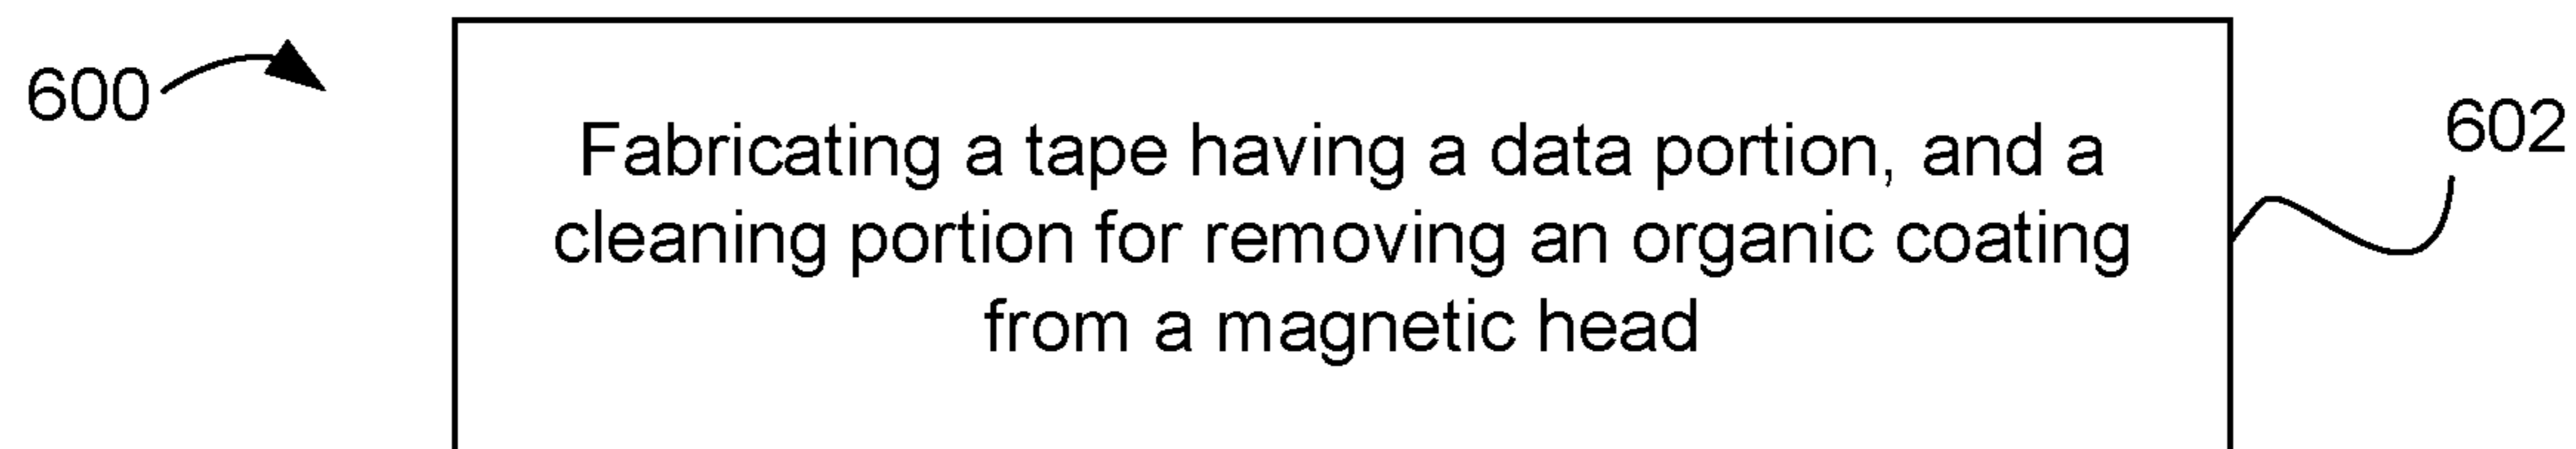 600
Fabricating a tape having a data portion, and a
cleaning portion for removing an organic coating
from a magnetic head
602